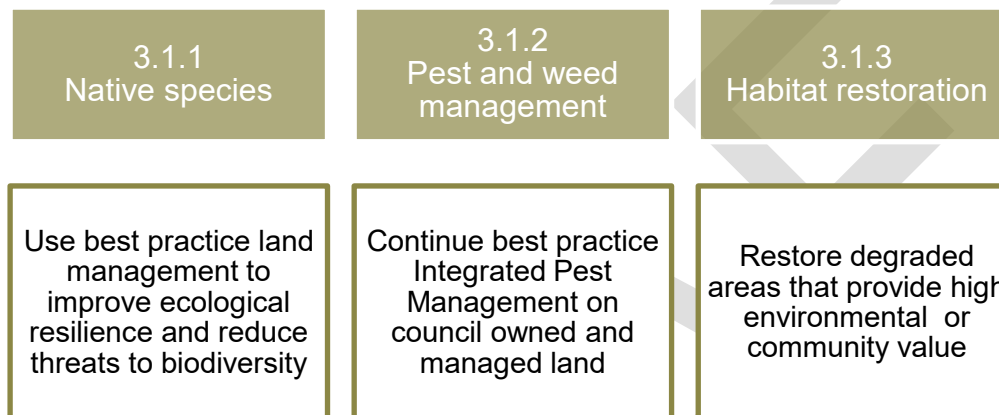 3.1.1
Native species
3.1.2
Pest and weed
management
3.1.3
Habitat restoration
Use best practice land
management to
improve ecological
resilience and reduce
threats to biodiversity
Continue best practice
Integrated Pest
Management on
council owned and
managed land
Restore degraded
areas that provide high
environmental or
community value